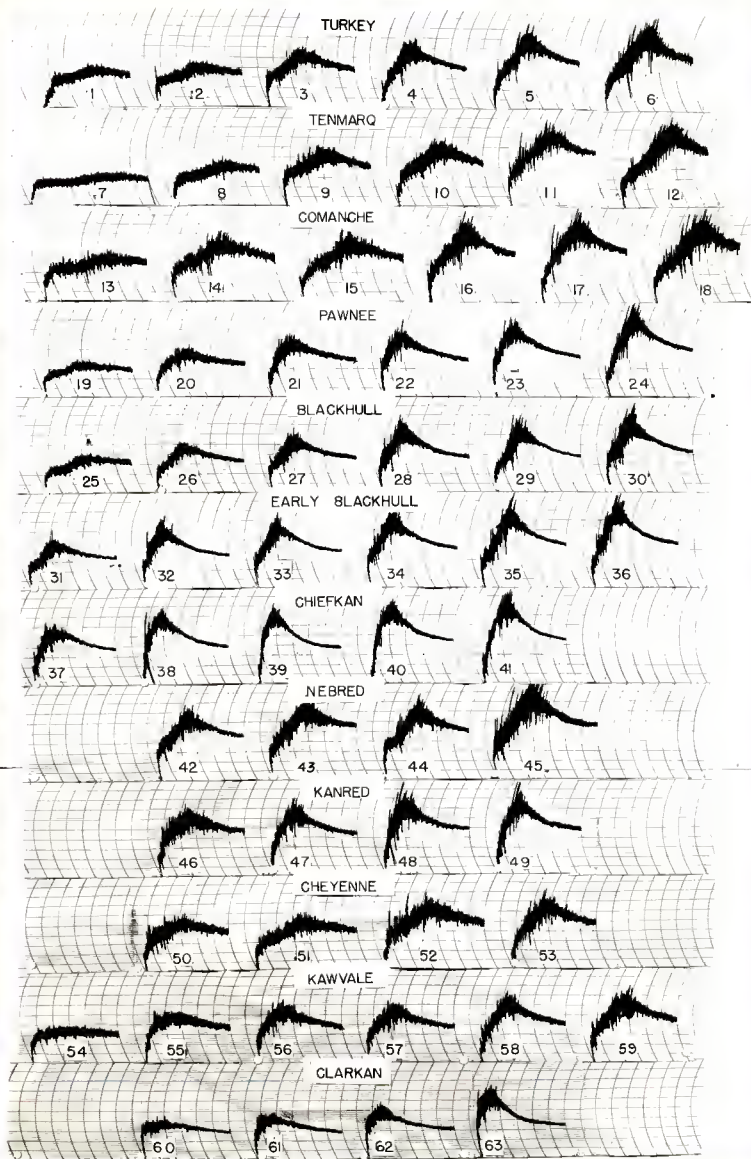 TURKEY
1 2 3 4 5 6
TENMARQ
7 8 9 10 11 12
COMANCHE
13 14 15 16 17 18
PAWNEE
19 20 21 22 23 24
BLACKHULL
25 26 27 28 29 30
EARLY BLACKHULL
31 32 33 34 35 36
CHIEFKAN
37 38 39 40 41
NEBRED
42 43 44 45
KANRED
46 47 48 49
CHEYENNE
50 51 52 53
KAWVALE
54 55 56 57 58 59
CLARKAN
60 61 62 63